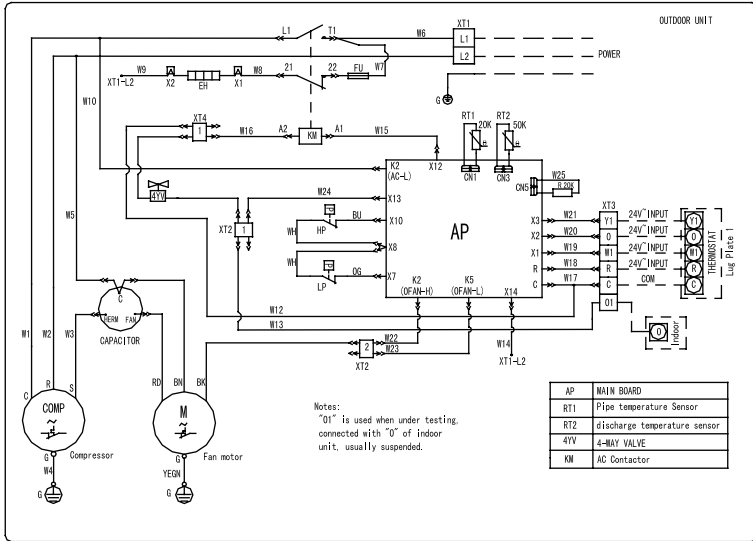 OUTDOOR UNIT
L1
T1
W6
XT1
L1
L2
POWER
W9
W8
21
22
FU
W7
XT1-L2
X2
EH
X1
G
W10
XT4
1
W16
A2
KM
A1
W15
RT1
20K
RT2
50K
X12
CN1
CN3
W25
CN5
R 20K
K2
(AC-L)
4YV
W24
X13
XT2
1
P
HP
BU
X10
WH
X8
WH
P
LP
OG
X7
AP
XT3
X3
W21
Y1
24V~INPUT
Y1
X2
W20
O
24V~INPUT
O
X1
W19
W1
24V~INPUT
W1
R
W18
R
24V~INPUT
R
C
W17
C
COM
C
O1
THERMOSTAT
Lug Plate 1
O
Indoor
W5
K2
(OFAN-H)
K5
(OFAN-L)
X14
C
HERM
FAN
CAPACITOR
W12
W13
W14
XT1-L2
W1
W2
W3
W22
2
W23
XT2
RD
BN
BK
C
R
S
COMP
~
G
Compressor
W4
G
M
~
G
Fan motor
YEGN
G
Notes:
"O1" is used when under testing,
connected with "O" of indoor
unit, usually suspended.
AP MAIN BOARD
RT1 Pipe temperature Sensor
RT2 discharge temperature sensor
4YV 4-WAY VALVE
KM AC Contactor